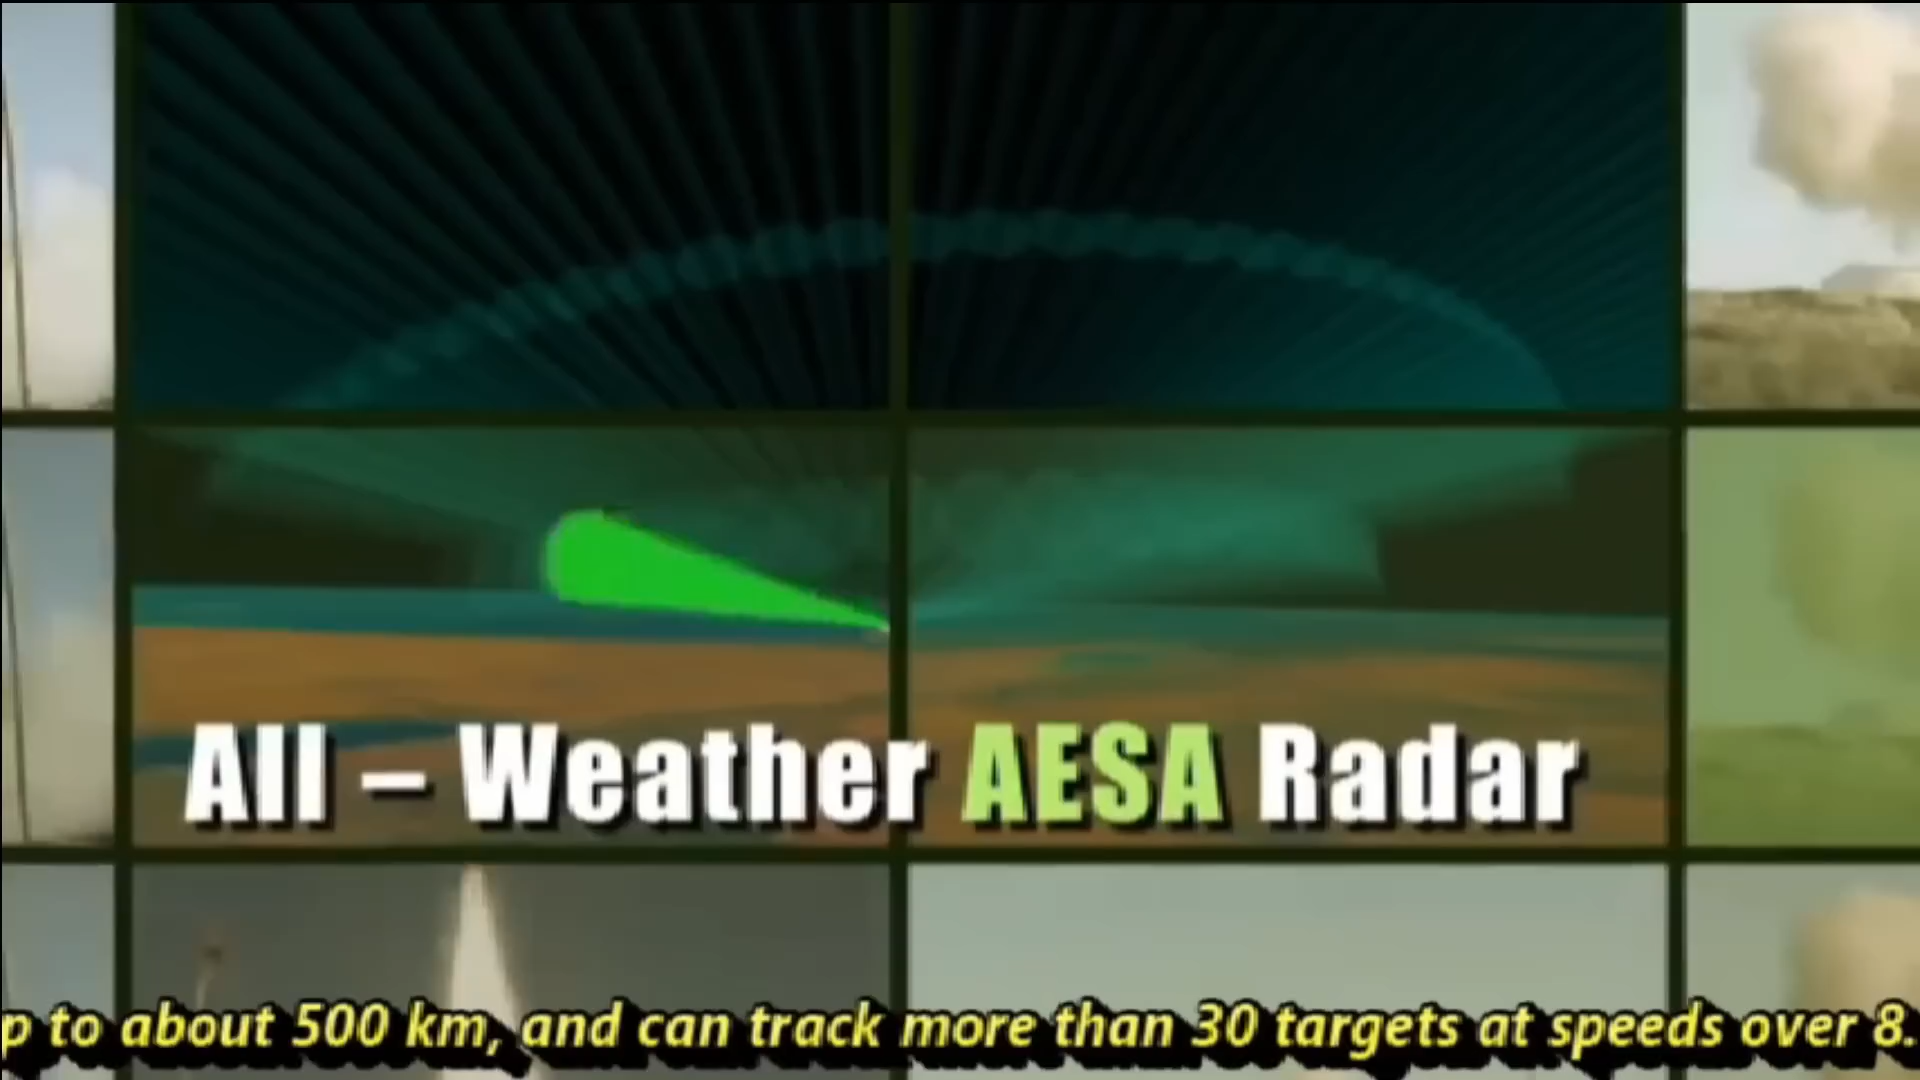 All – Weather AESA Radar
p to about 500 km, and can track more than 30 targets at speeds over 8.